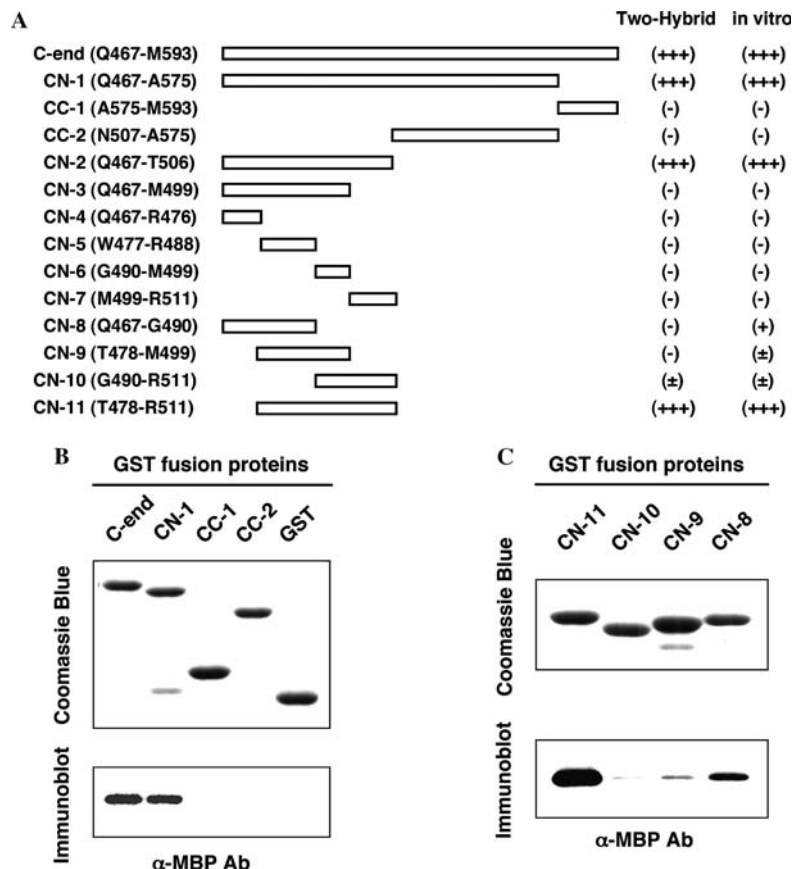 A
Two-Hybrid in vitro
C-end (Q467-M593) (+++) (+++)
CN-1 (Q467-A575) (+++) (+++)
CC-1 (A575-M593) (-) (-)
CC-2 (N507-A575) (-) (-)
CN-2 (Q467-T506) (+++) (+++)
CN-3 (Q467-M499) (-) (-)
CN-4 (Q467-R476) (-) (-)
CN-5 (W477-R488) (-) (-)
CN-6 (G490-M499) (-) (-)
CN-7 (M499-R511) (-) (-)
CN-8 (Q467-G490) (-) (+)
CN-9 (T478-M499) (-) (±)
CN-10 (G490-R511) (±) (±)
CN-11 (T478-R511) (+++) (+++)
B
GST fusion proteins
C-end CN-1 CC-1 CC-2 GST
Coomassie Blue
Immunoblot
α-MBP Ab
C
GST fusion proteins
CN-11 CN-10 CN-9 CN-8
Coomassie Blue
Immunoblot
α-MBP Ab